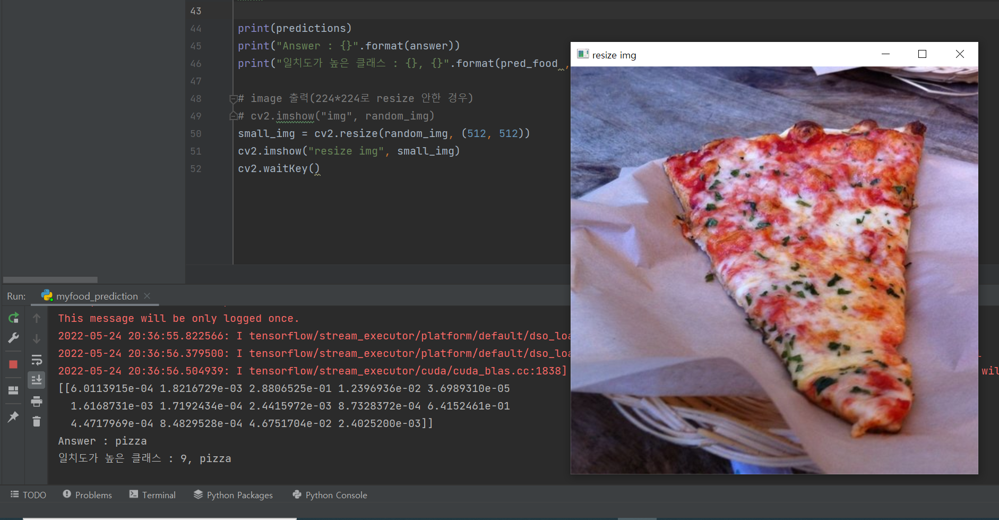 43
44 print(predictions)
45 print("Answer : {}".format(answer))
46 print("일치도가 높은 클래스 : {}, {}".format(pred_food ,
47
48 # image 출력(224*224로 resize 안한 경우)
49 # cv2.imshow("img", random_img)
50 small_img = cv2.resize(random_img, (512, 512))
51 cv2.imshow("resize img", small_img)
52 cv2.waitKey()
resize img
Run: myfood_prediction
This message will be only logged once.
2022-05-24 20:36:55.822566: I tensorflow/stream_executor/platform/default/dso_loa
2022-05-24 20:36:56.379500: I tensorflow/stream_executor/platform/default/dso_loa
2022-05-24 20:36:56.504939: I tensorflow/stream_executor/cuda/cuda_blas.cc:1838] wil
[[6.0113915e-04 1.8216729e-03 2.8806525e-01 1.2396936e-02 3.6989310e-05
1.6168731e-03 1.7192434e-04 2.4415972e-03 8.7328372e-04 6.4152461e-01
4.4717969e-04 8.4829528e-04 4.6751704e-02 2.4025200e-03]]
Answer : pizza
일치도가 높은 클래스 : 9, pizza
TODO Problems Terminal Python Packages Python Console